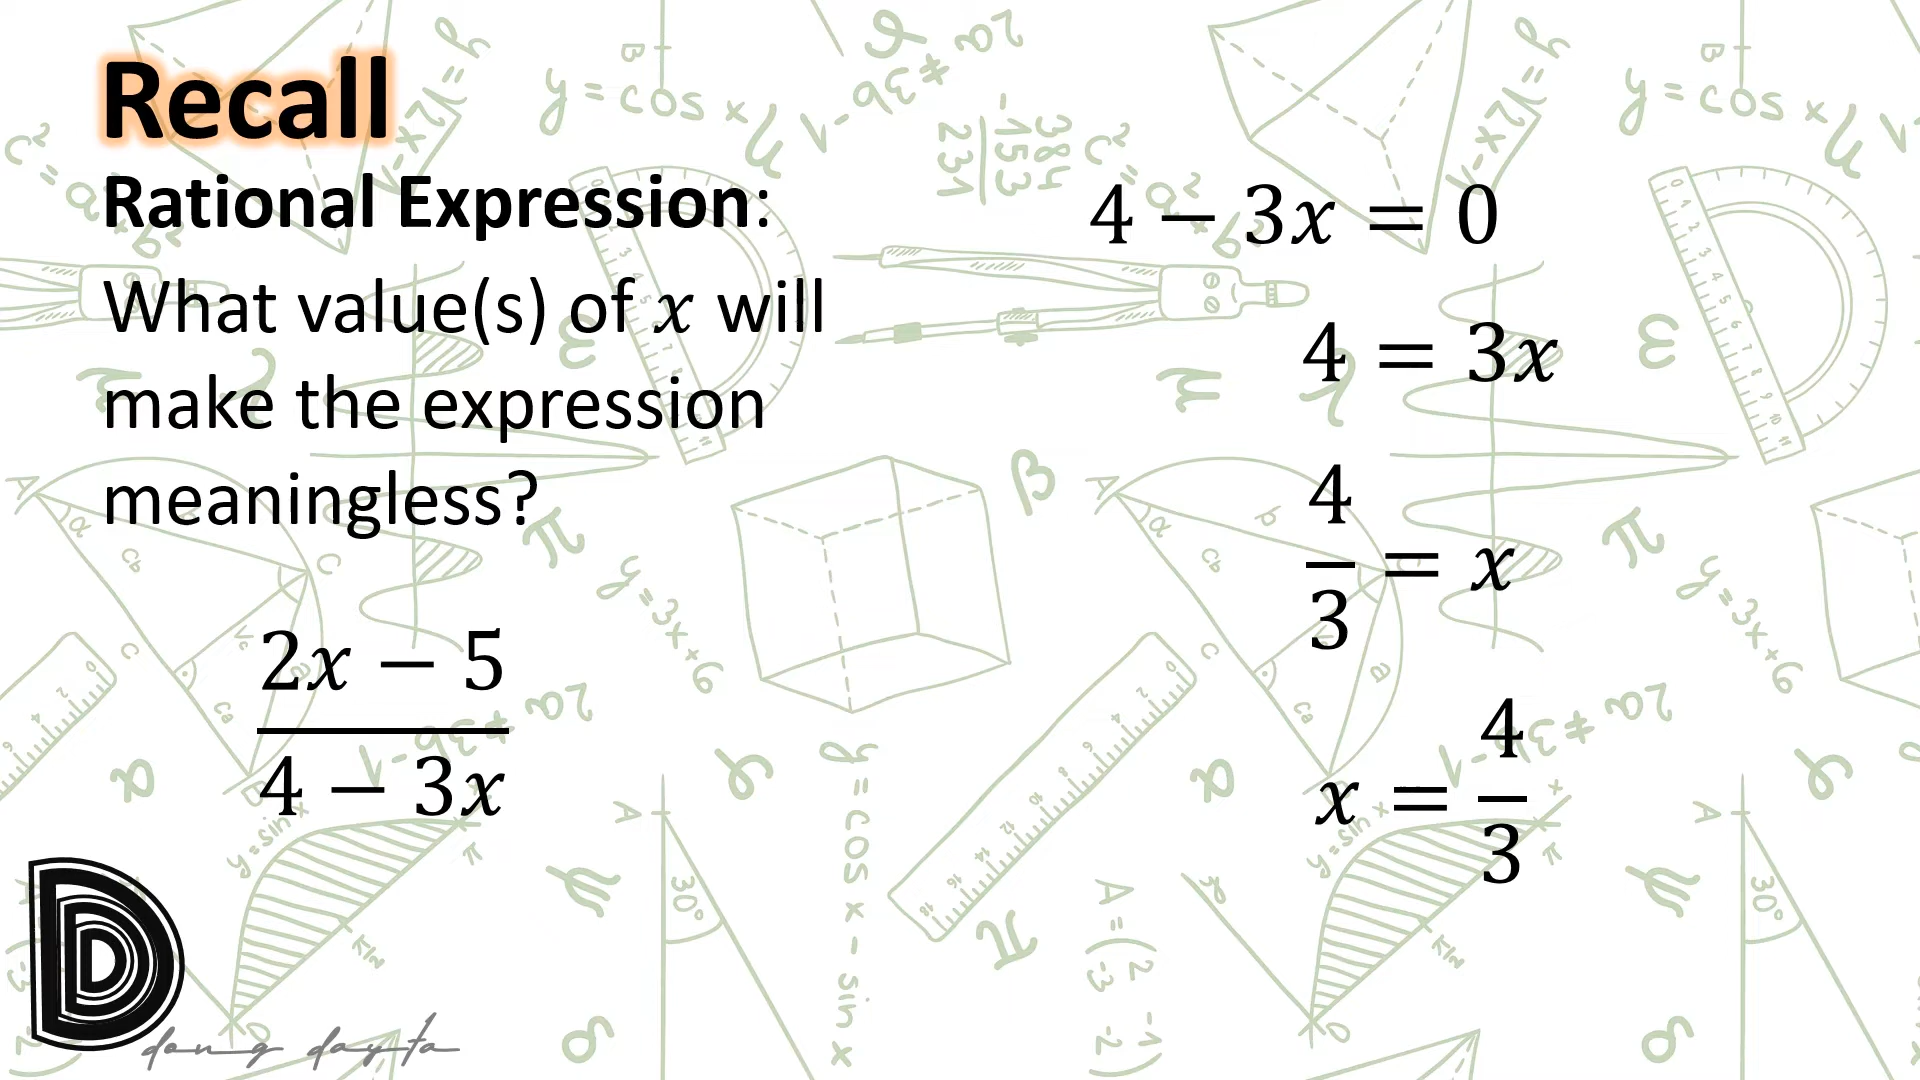 Recall
Rational Expression:
What value(s) of x will
make the expression
meaningless?
2x − 5
4 − 3x
4 − 3x = 0
4 = 3x
4/3 = x
x = 4/3
dong dayta